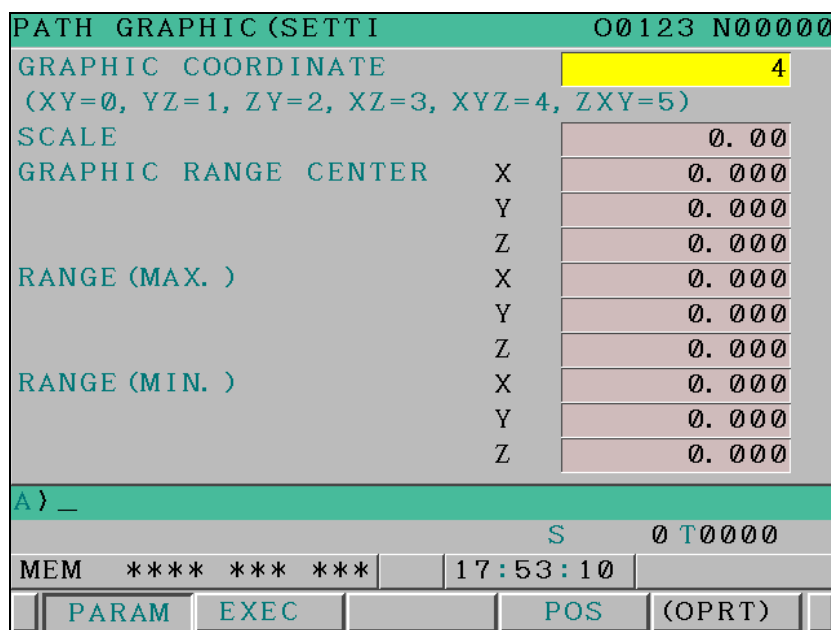 PATH GRAPHIC(SETTI O0123 N00000
GRAPHIC COORDINATE 4
(XY=0, YZ=1, ZY=2, XZ=3, XYZ=4, ZXY=5)
SCALE 0.00
GRAPHIC RANGE CENTER X 0.000
Y 0.000
Z 0.000
RANGE(MAX.) X 0.000
Y 0.000
Z 0.000
RANGE(MIN.) X 0.000
Y 0.000
Z 0.000
A)_
S 0 T0000
MEM **** *** *** 17:53:10
PARAM EXEC POS (OPRT)